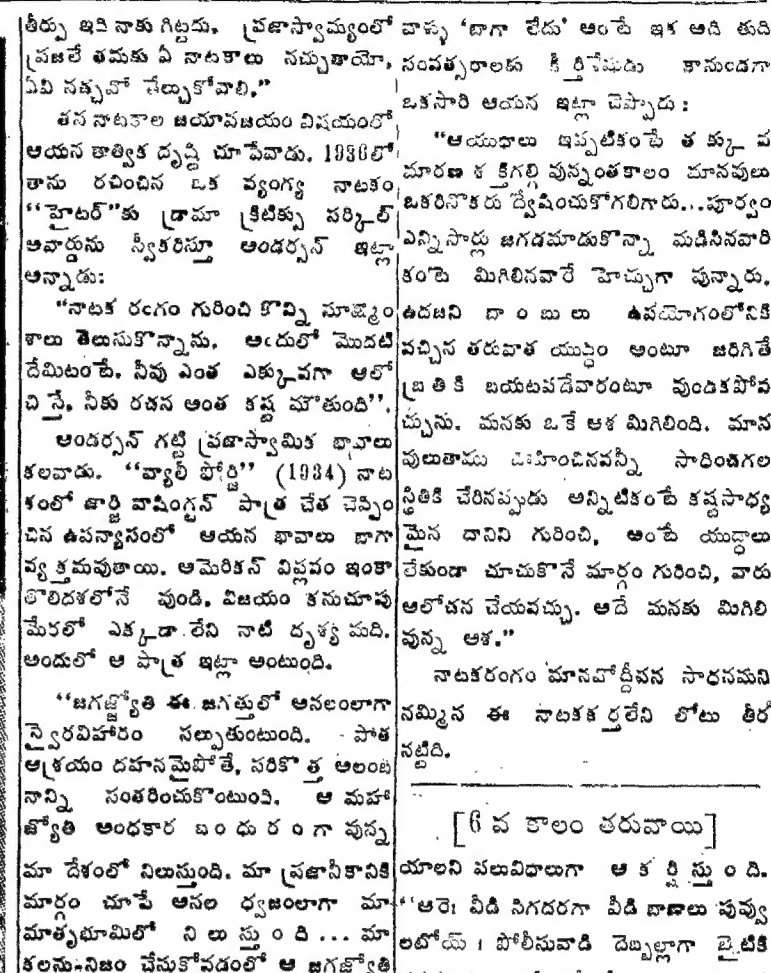 తీర్పు ఇది నాకు గిట్టదు. ప్రజాస్వామ్యంలో
ప్రజలే తమకు ఏ నాటకాలు నచ్చుతాయో,
ఏవి నచ్చవో తేల్చుకోవాలి.”
తన నాటకాల జయాపజయం విషయంలో
ఆయన తాత్విక దృష్టి చూపేవాడు. 1936లో
తాను రచించిన ఒక వ్యంగ్య నాటకం
“హైటర్”కు డ్రామా క్రిటిక్సు సర్కిల్
అవార్డును స్వీకరిస్తూ ఆండర్సన్ ఇట్లా
అన్నాడు:
“నాటక రంగం గురించి కొన్ని సూక్ష్మాం
శాలు తెలుసుకొన్నాను. అందులో మొదటి
దేమిటంటే. నీవు ఎంత ఎక్కువగా ఆలో
చి స్తే, నీకు రచన అంత కష్ట మౌతుంది”.
ఆండర్సన్ గట్టి ప్రజాస్వామిక భావాలు
కలవాడు. “వ్యాలీ ఫోర్జి” (1934) నాట
కంలో జార్జి వాషింగ్టన్ పాత్ర చేత చెప్పిం
చిన ఉపన్యాసంలో ఆయన భావాలు బాగా
వ్య క్తమవుతాయి. అమెరికన్ విప్లవం ఇంకా
తొలిదశలోనే వుండి. విజయం కనుచూపు
మేరలో ఎక్కడా లేని నాటి దృశ్య మది.
అందులో ఆ పాత్ర ఇట్లా అంటుంది.
“జగజ్జ్యోతి ఈ జగత్తులో అనలంలాగా
స్వైరవిహారం సల్పుతుంటుంది. పాత
ఆశ్రయం దహనమైపోతే, సరికొ త్త ఆలంబ
నాన్ని సంతరించుకొంటుంది. ఆ మహా
జ్యోతి అంధకార బం ధు ర ం గా వున్న
మా దేశంలో నిలుస్తుంది. మా ప్రజానీకానికి
మార్గం చూపే అనల ధ్వజంలాగా మా
మాతృభూమిలో ని లు స్తు ం ది ... మా
కలను నిజం చేసుకోవడంలో ఆ జగజ్జ్యోతి
వాళ్ళు ‘బాగా లేదు’ అంటే ఇక అది తుది
సంవత్సరాలకు కీ ర్తిశేషుడు కానుండగా
ఒకసారి ఆయన ఇట్లా చెప్పారు :
“ఆయుధాలు ఇప్పటికంటే త క్కు వ
మారణ శ క్తిగల్గి వున్నంతకాలం మానవులు
ఒకరినొకరు ద్వేషించుకోగలిగారు...పూర్వం
ఎన్నిసార్లు జగడమాడుకొన్నా మడిసినవారి
కంటె మిగిలినవారే హెచ్చుగా వున్నారు.
ఉదజని బా ం బు లు ఉపయోగంలోనికి
వచ్చిన తరువాత యుద్ధం అంటూ జరిగితే
బ్రతి కి బయటపడేవారంటూ వుండకపోవ
చ్చును. మనకు ఒకే ఆశ మిగిలింది. మాన
వులుతాము ఊహించినవన్నీ సాధించగల
స్థితికి చేరినప్పుడు అన్నిటికంటే కష్టసాధ్య
మైన దానిని గురించి, అంటే యుద్ధాలు
లేకుండా చూచుకొనే మార్గం గురించి, వారు
ఆలోచన చేయవచ్చు. అదే మనకు మిగిలి
వున్న ఆశ.”
నాటకరంగం మానవోద్దీపన సాధనమని
నమ్మిన ఈ నాటకక ర్తలేని లోటు తీర
నట్టిది.
[6 వ కాలం తరువాయి]
యాలని పలువిధాలుగా ఆ క ర్షి స్తు ం ది.
“ఆరె! వీడి సిగదరగా వీడి బాణాలు పువ్వు
లటోయ్ ! పోలీసువాడి దెబ్బల్లాగా బైటికి